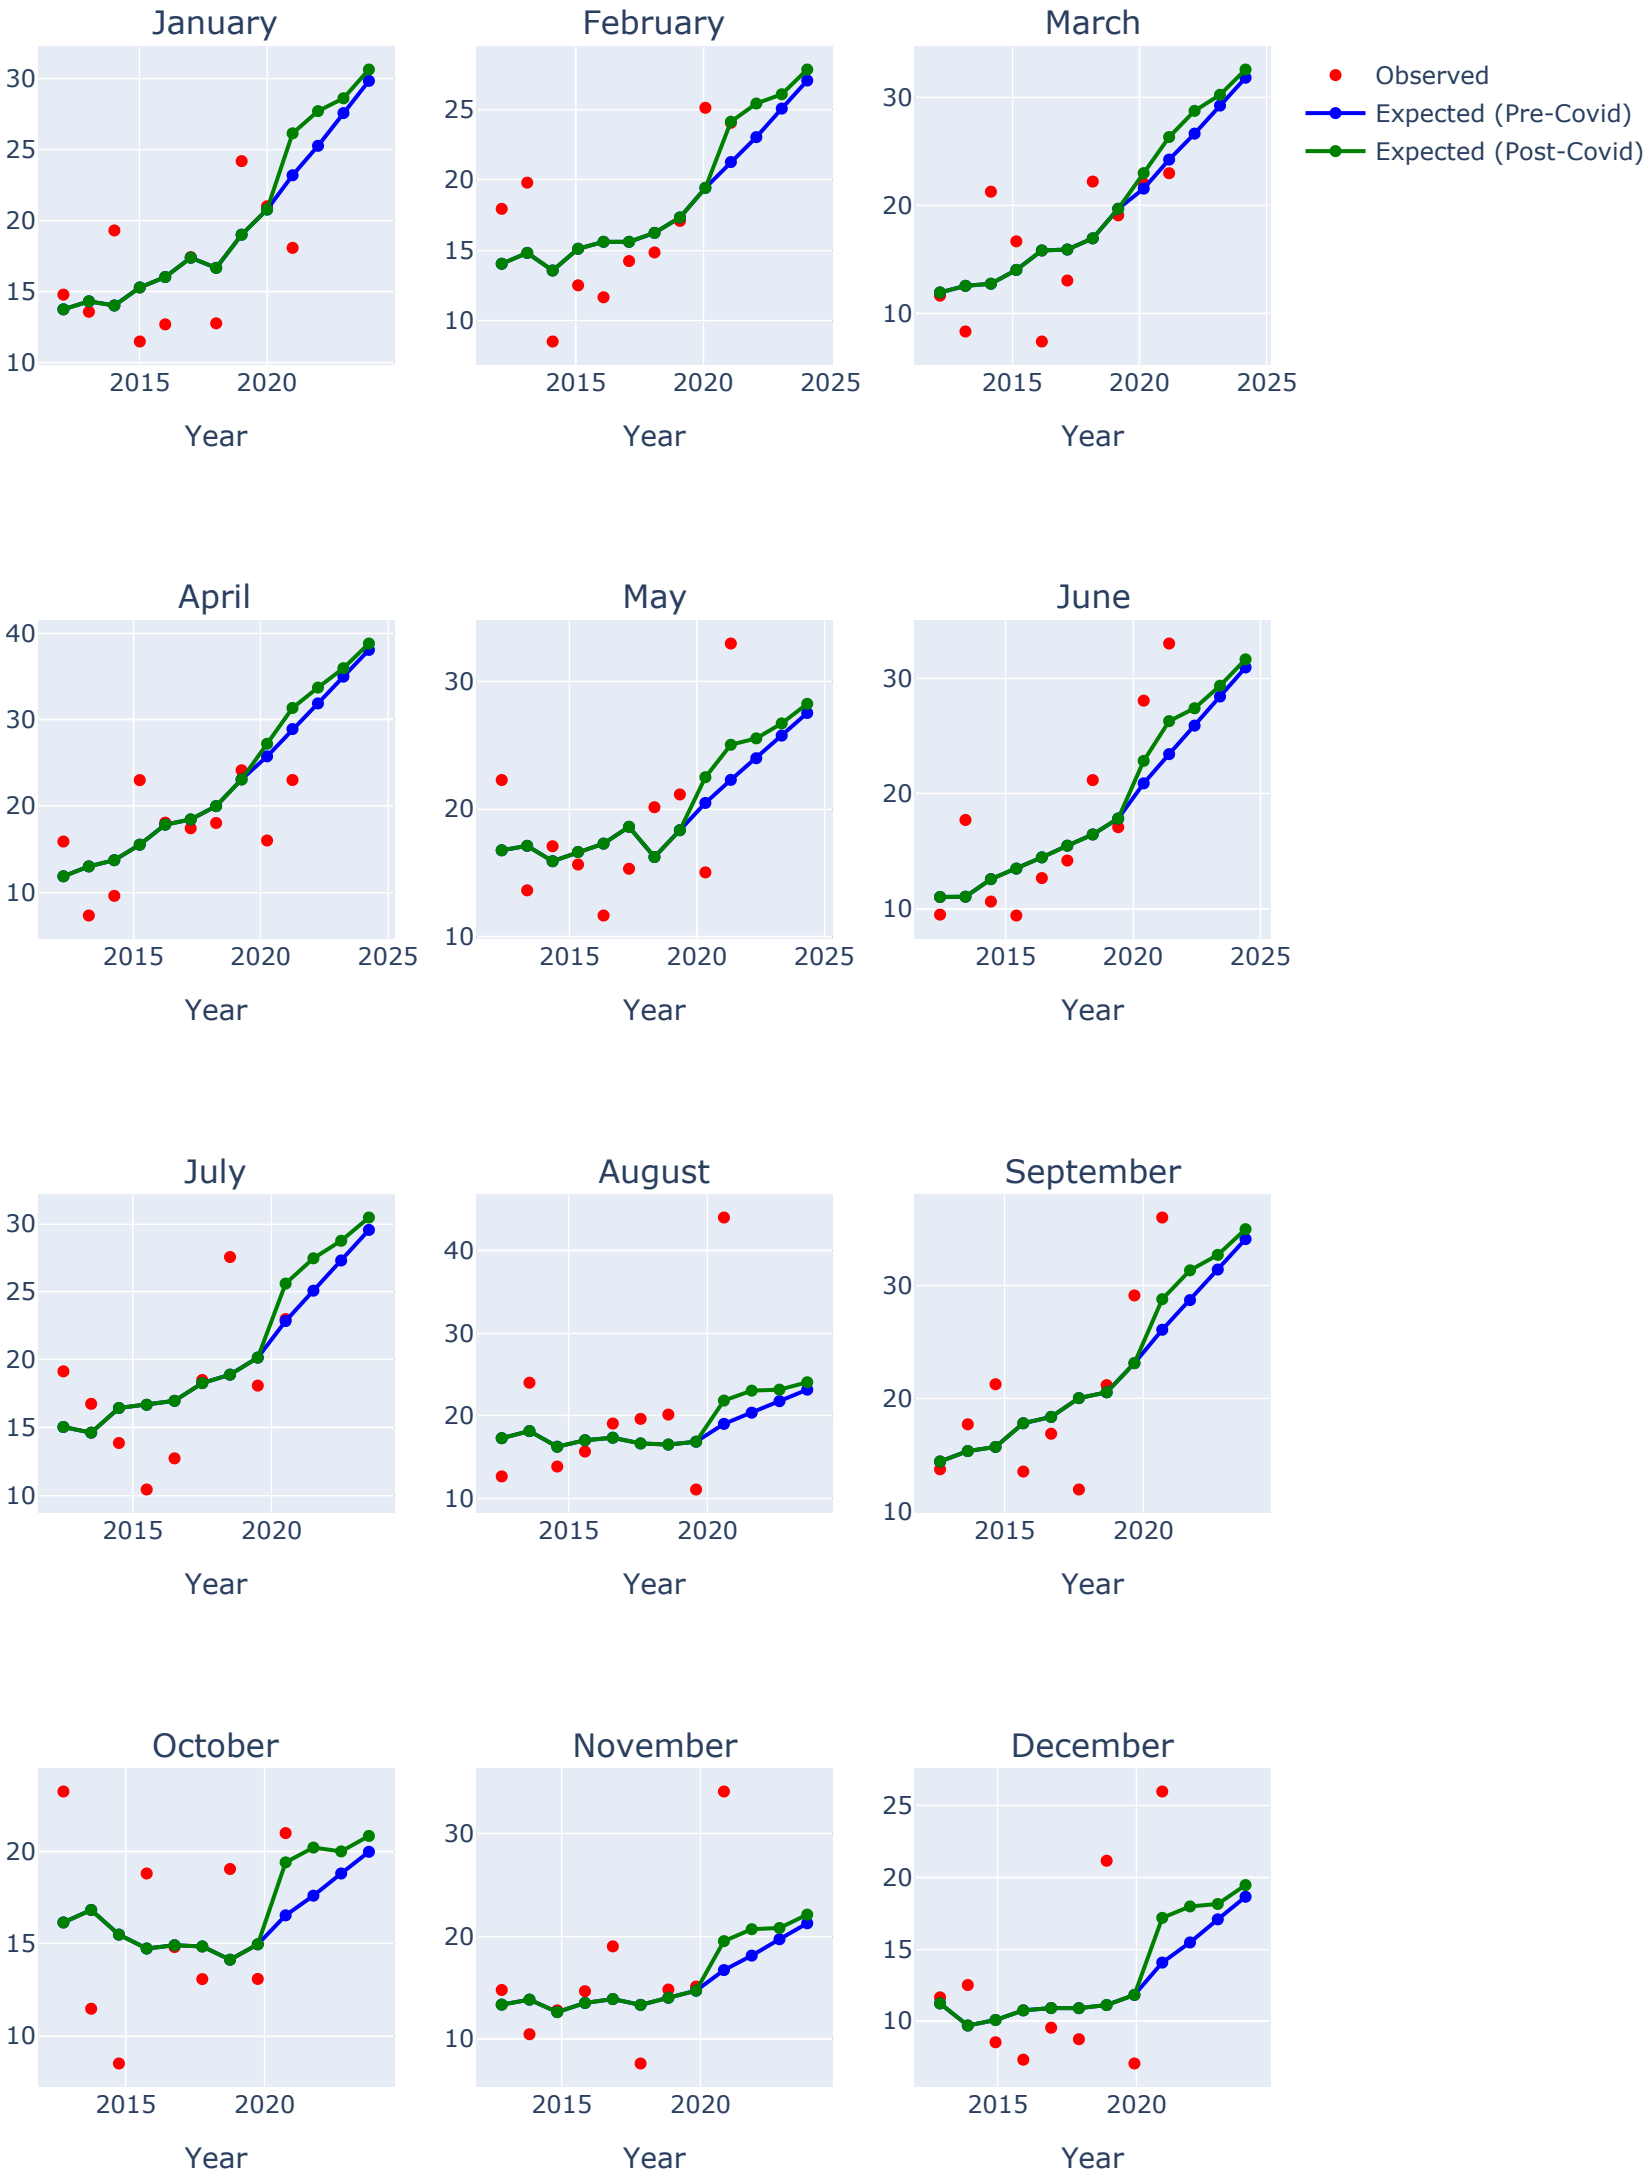 January
February
March
Observed
Expected (Pre-Covid)
Expected (Post-Covid)
30
25
20
15
10
2015
2020
Year
25
20
15
10
2015
2020
2025
Year
30
20
10
2015
2020
2025
Year
April
May
June
40
30
20
10
2015
2020
2025
Year
30
20
10
2015
2020
2025
Year
30
20
10
2015
2020
2025
Year
July
August
September
30
25
20
15
10
2015
2020
Year
40
30
20
10
2015
2020
Year
30
20
10
2015
2020
Year
October
November
December
20
15
10
2015
2020
Year
30
20
10
2015
2020
Year
25
20
15
10
2015
2020
Year